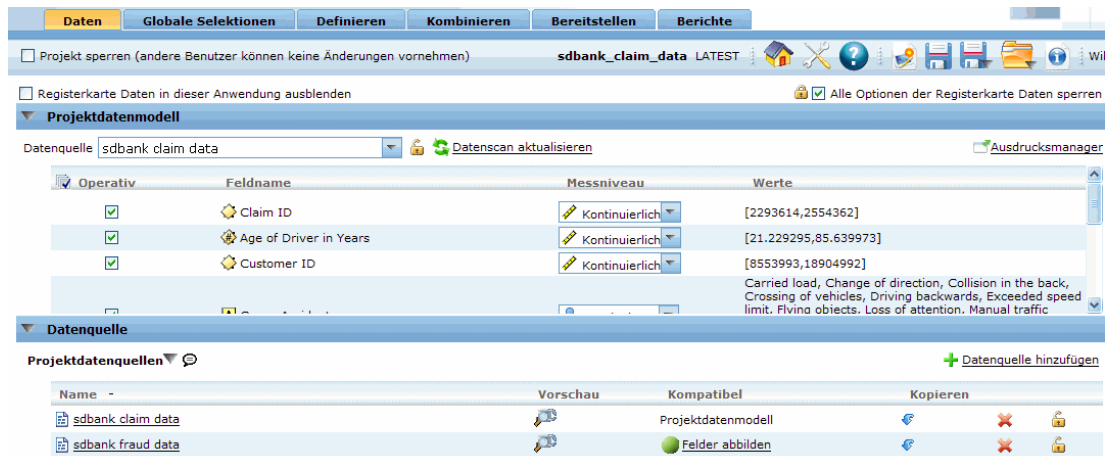 Daten Globale Selektionen Definieren Kombinieren Bereitstellen Berichte
Projekt sperren (andere Benutzer können keine Änderungen vornehmen) sdbank_claim_data LATEST
Registerkarte Daten in dieser Anwendung ausblenden Alle Optionen der Registerkarte Daten sperren
Projektdatenmodell
Datenquelle sdbank claim data Datenscan aktualisieren Ausdrucksmanager
Operativ Feldname Messniveau Werte
Claim ID Kontinuierlich [2293614,2554362]
Age of Driver in Years Kontinuierlich [21.229295,85.639973]
Customer ID Kontinuierlich [8553993,18904992]
Carried load, Change of direction, Collision in the back,
Crossing of vehicles, Driving backwards, Exceeded speed
limit, Flying objects, Loss of attention, Manual traffic
Datenquelle
Projektdatenquellen Datenquelle hinzufügen
Name - Vorschau Kompatibel Kopieren
sdbank claim data Projektdatenmodell
sdbank fraud data Felder abbilden